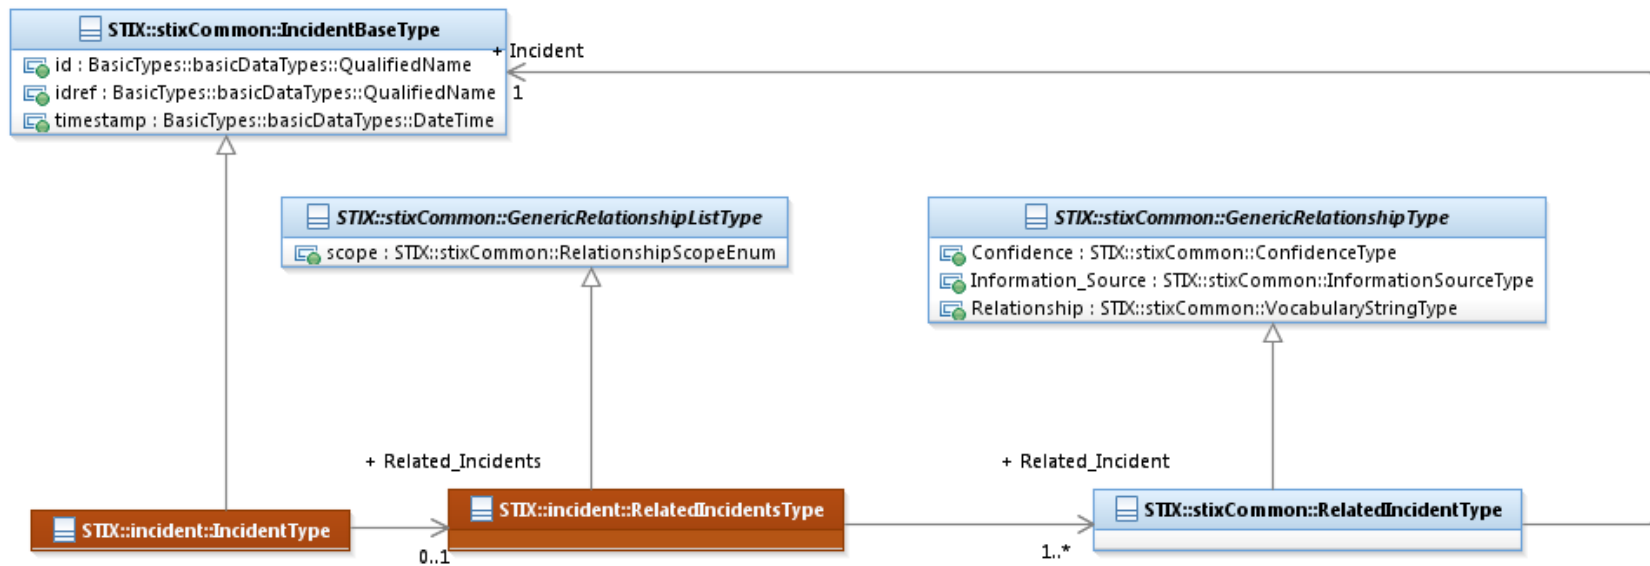 STIX::stixCommon::IncidentBaseType
id : BasicTypes::basicDataTypes::QualifiedName
idref : BasicTypes::basicDataTypes::QualifiedName
timestamp : BasicTypes::basicDataTypes::DateTime
+ Incident
1
STIX::stixCommon::GenericRelationshipListType
scope : STIX::stixCommon::RelationshipScopeEnum
STIX::stixCommon::GenericRelationshipType
Confidence : STIX::stixCommon::ConfidenceType
Information_Source : STIX::stixCommon::InformationSourceType
Relationship : STIX::stixCommon::VocabularyStringType
+ Related_Incidents
+ Related_Incident
STIX::incident::IncidentType
0..1
STIX::incident::RelatedIncidentsType
1..*
STIX::stixCommon::RelatedIncidentType